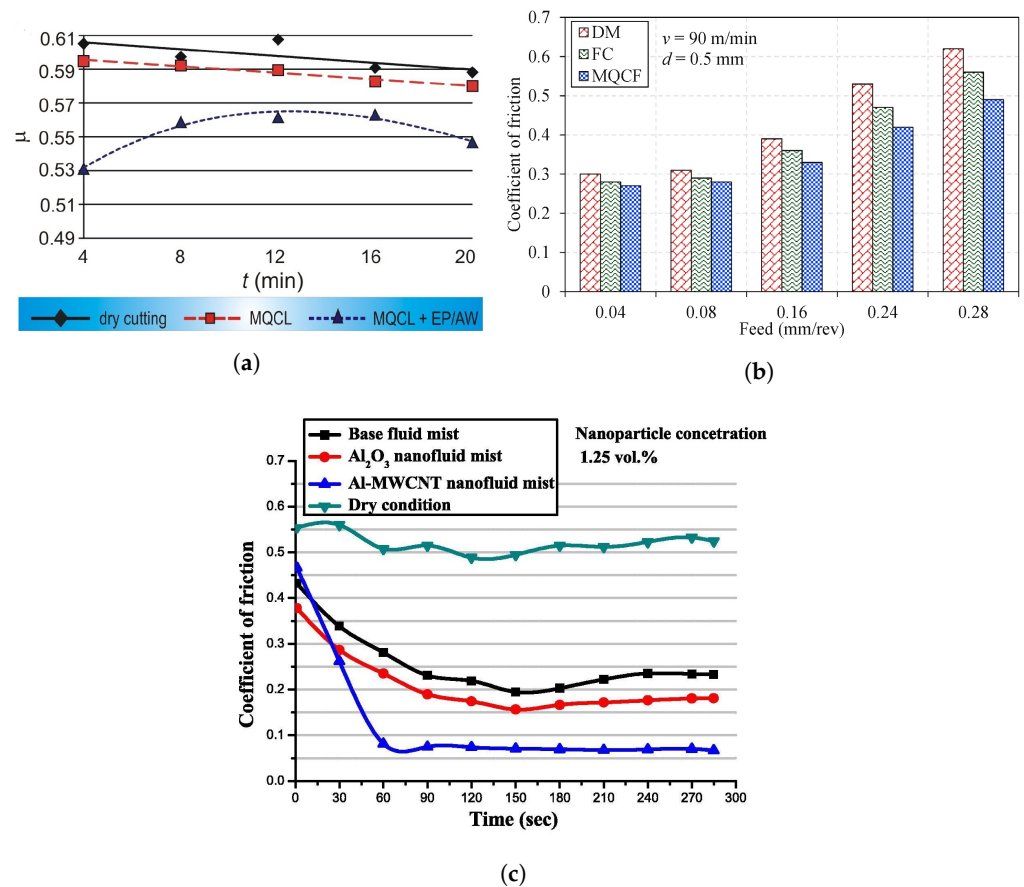 0.61
0.59
0.57
0.55
0.53
0.51
0.49
μ
4 8 12 16 20
t (min)
dry cutting MQCL MQCL + EP/AW
(a)
0.7
0.6
0.5
0.4
0.3
0.2
0.1
0
Coefficient of friction
DM
FC
MQCF
v = 90 m/min
d = 0.5 mm
0.04 0.08 0.16 0.24 0.28
Feed (mm/rev)
(b)
Base fluid mist
Al₂O₃ nanofluid mist
Al-MWCNT nanofluid mist
Dry condition
Nanoparticle concetration
1.25 vol.%
0.7
0.6
0.5
0.4
0.3
0.2
0.1
0.0
Coefficient of friction
0 30 60 90 120 150 180 210 240 270 300
Time (sec)
(c)